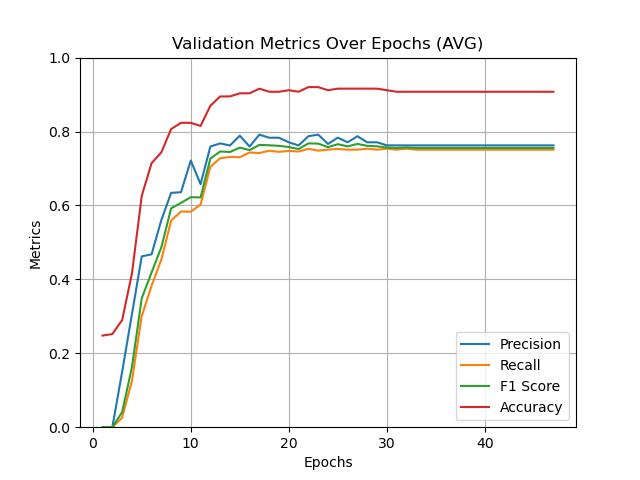 Validation Metrics Over Epochs (AVG)
1.0
0.8
0.6
0.4
0.2
0.0
Metrics
0
10
20
30
40
Epochs
Precision
Recall
F1 Score
Accuracy